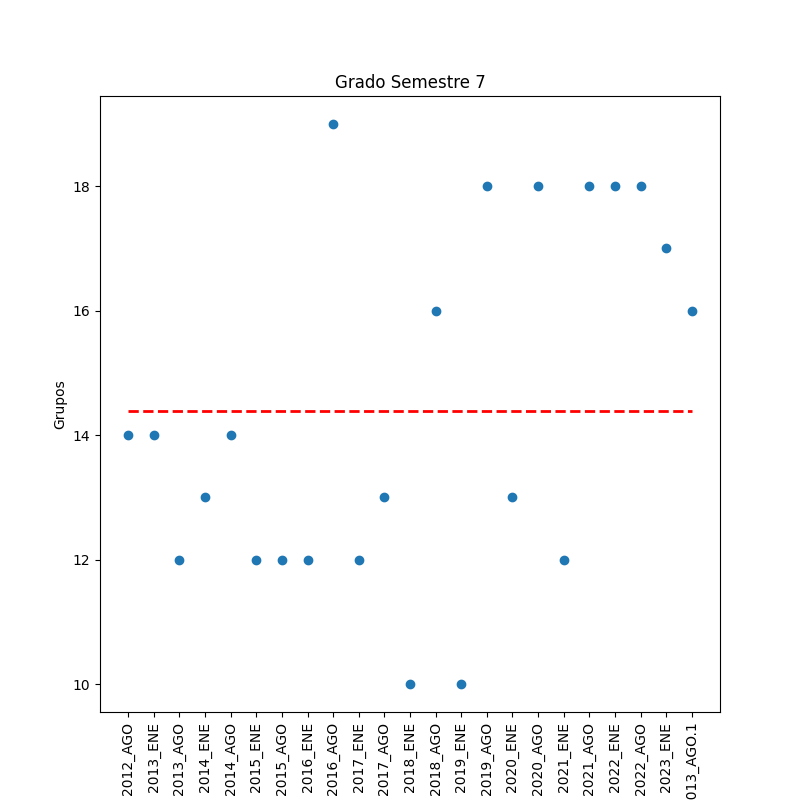 Grado Semestre 7
Grupos
18
16
14
12
10
2012_AGO
2013_ENE
2013_AGO
2014_ENE
2014_AGO
2015_ENE
2015_AGO
2016_ENE
2016_AGO
2017_ENE
2017_AGO
2018_ENE
2018_AGO
2019_ENE
2019_AGO
2020_ENE
2020_AGO
2021_ENE
2021_AGO
2022_ENE
2022_AGO
2023_ENE
013_AGO.1